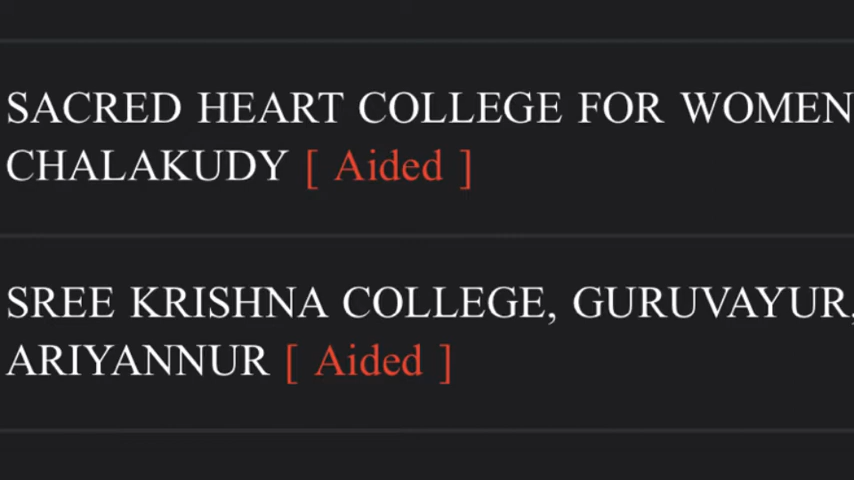 SACRED HEART COLLEGE FOR WOMEN
CHALAKUDY [ Aided ]
SREE KRISHNA COLLEGE, GURUVAYUR,
ARIYANNUR [ Aided ]